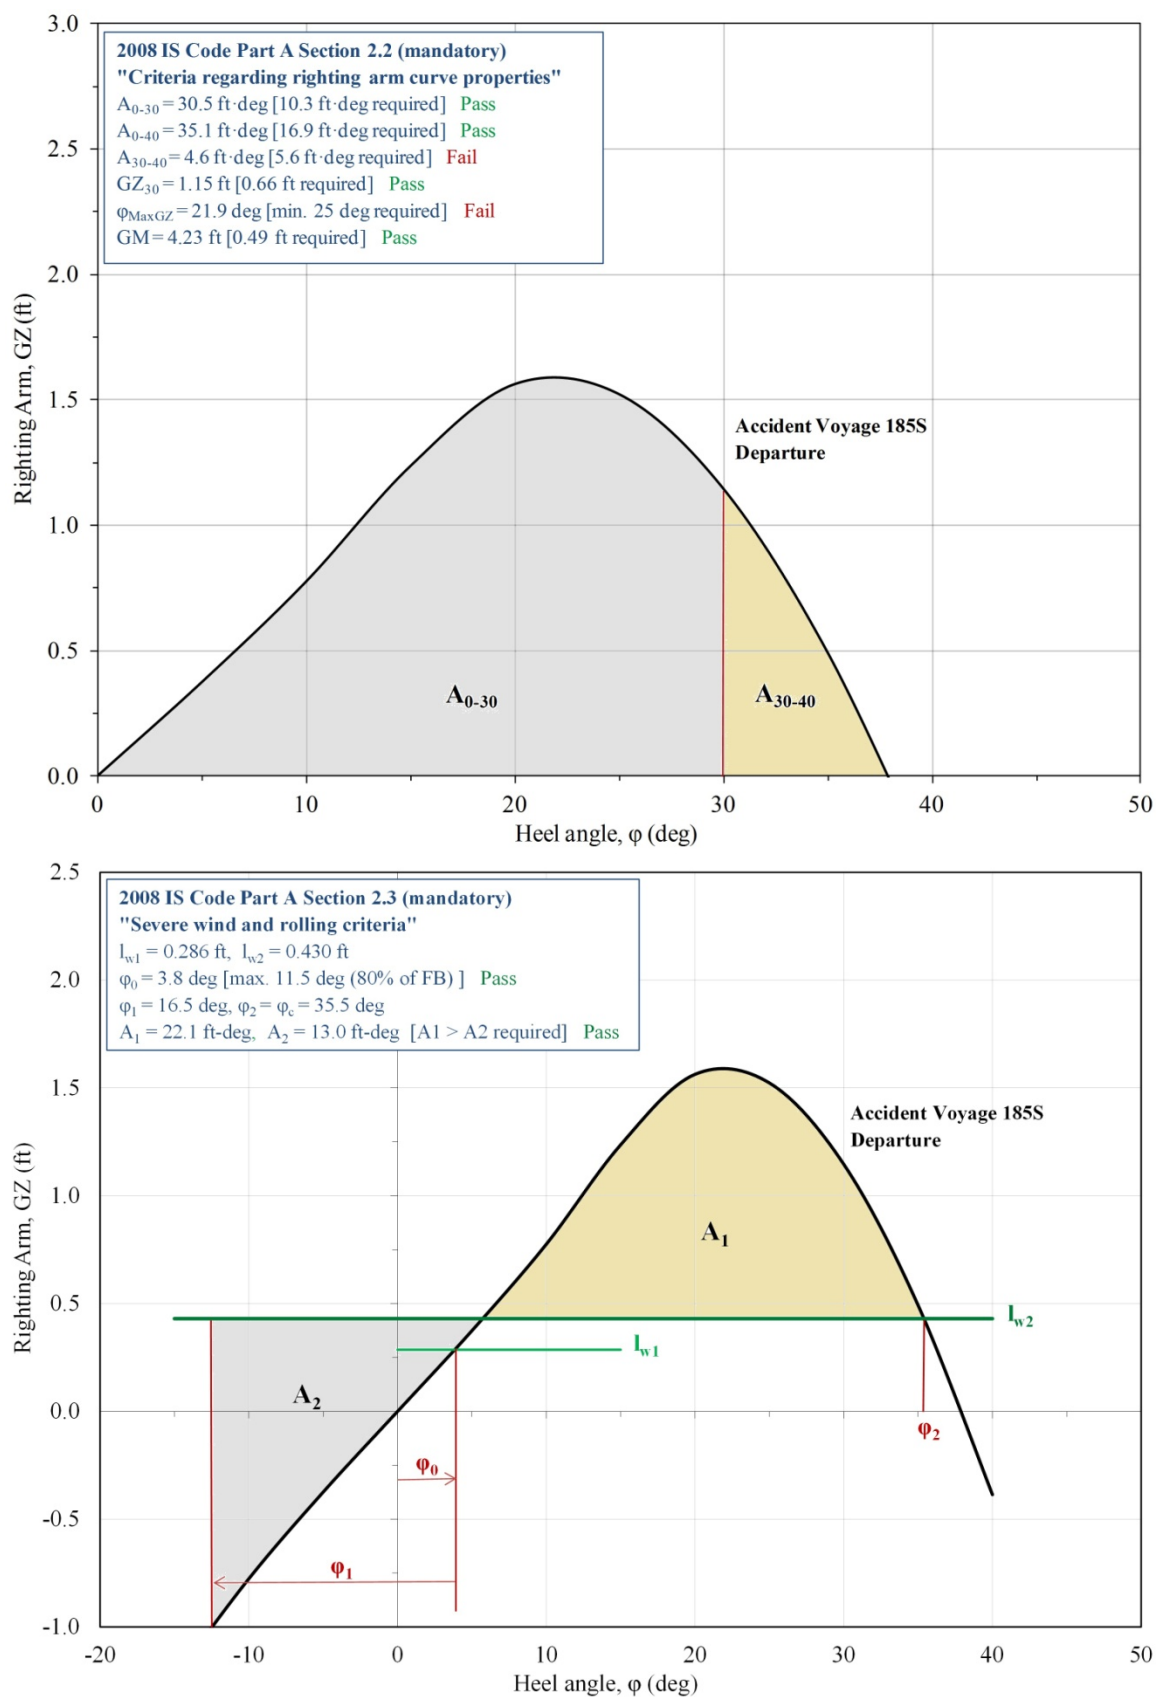 3.0
2008 IS Code Part A Section 2.2 (mandatory)
"Criteria regarding righting arm curve properties"
A0-30 = 30.5 ft·deg [10.3 ft·deg required] Pass
A0-40 = 35.1 ft·deg [16.9 ft·deg required] Pass
A30-40 = 4.6 ft·deg [5.6 ft·deg required] Fail
GZ30 = 1.15 ft [0.66 ft required] Pass
φMaxGZ = 21.9 deg [min. 25 deg required] Fail
GM = 4.23 ft [0.49 ft required] Pass
2.5
2.0
1.5
1.0
0.5
0.0
Righting Arm, GZ (ft)
Accident Voyage 185S
Departure
A0-30
A30-40
0 10 20 30 40 50
Heel angle, φ (deg)
2.5
2008 IS Code Part A Section 2.3 (mandatory)
"Severe wind and rolling criteria"
lw1 = 0.286 ft, lw2 = 0.430 ft
φ0 = 3.8 deg [max. 11.5 deg (80% of FB) ] Pass
φ1 = 16.5 deg, φ2 = φc = 35.5 deg
A1 = 22.1 ft-deg, A2 = 13.0 ft-deg [A1 > A2 required] Pass
2.0
1.5
1.0
0.5
0.0
-0.5
-1.0
Righting Arm, GZ (ft)
Accident Voyage 185S
Departure
A1
lw2
lw1
A2
φ2
φ0
φ1
-20 -10 0 10 20 30 40 50
Heel angle, φ (deg)